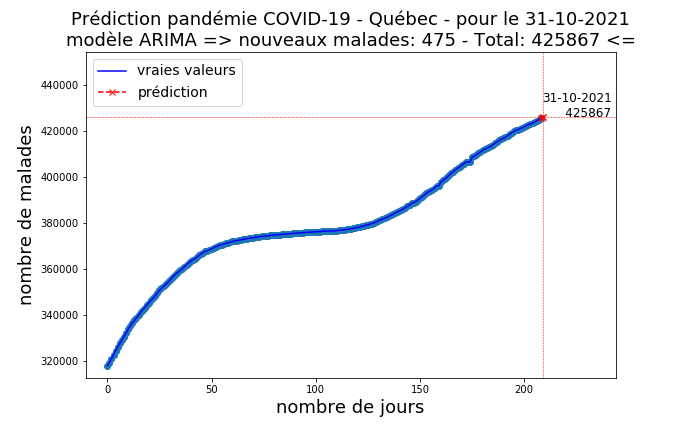 Prédiction pandémie COVID-19 - Québec - pour le 31-10-2021
modèle ARIMA => nouveaux malades: 475 - Total: 425867 <=
vraies valeurs
prédiction
31-10-2021
425867
nombre de malades
440000
420000
400000
380000
360000
340000
320000
0 50 100 150 200
nombre de jours